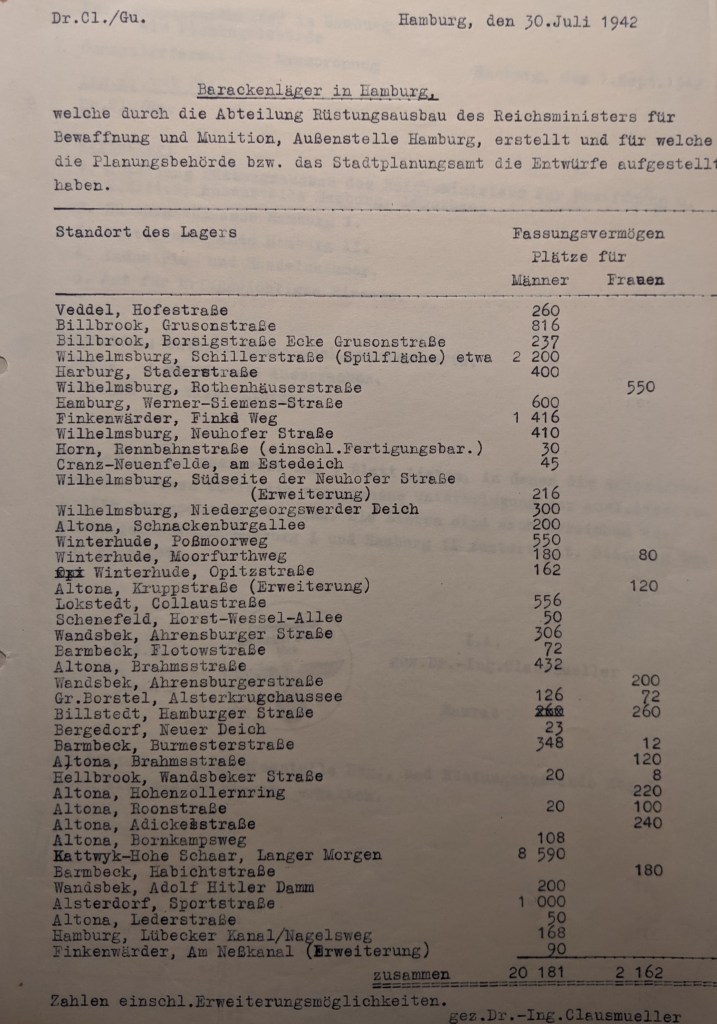 Dr.Cl./Gu. Hamburg, den 30.Juli 1942
Barackenläger in Hamburg,
welche durch die Abteilung Rüstungsausbau des Reichsministers für
Bewaffnung und Munition, Außenstelle Hamburg, erstellt und für welche
die Planungsbehörde bzw. das Stadtplanungsamt die Entwürfe aufgestellt
haben.
Standort des Lagers Fassungsvermögen
Plätze für
Männer Frauen
Veddel, Hofestraße 260
Billbrook, Grusonstraße 816
Billbrook, Borsigstraße Ecke Grusonstraße 237
Wilhelmsburg, Schillerstraße (Spülfläche) etwa 2 200
Harburg, Staderstraße 400
Wilhelmsburg, Rothenhäuserstraße 550
Hamburg, Werner-Siemens-Straße 600
Finkenwärder, Finks Weg 1 416
Wilhelmsburg, Neuhofer Straße 410
Horn, Rennbahnstraße (einschl.Fertigungsbar.) 30
Cranz-Neuenfelde, am Estedeich 45
Wilhelmsburg, Südseite der Neuhofer Straße
(Erweiterung) 216
Wilhelmsburg, Niedergeorgswerder Deich 300
Altona, Schnackenburgallee 200
Winterhude, Poßmoorweg 550
Winterhude, Moorfurthweg 180 80
Winterhude, Opitzstraße 162
Altona, Kruppstraße (Erweiterung) 120
Lokstedt, Collaustraße 556
Schenefeld, Horst-Wessel-Allee 50
Wandsbek, Ahrensburger Straße 306
Barmbeck, Flotowstraße 72
Altona, Brahmsstraße 432
Wandsbek, Ahrensburgerstraße 200
Gr.Borstel, Alsterkrugchaussee 126 72
Billstedt, Hamburger Straße 260 260
Bergedorf, Neuer Deich 23
Barmbeck, Burmesterstraße 348 12
Altona, Brahmsstraße 120
Hellbrook, Wandsbeker Straße 20 8
Altona, Hohenzollernring 220
Altona, Roonstraße 20 100
Altona, Adickesstraße 240
Altona, Bornkampsweg 108
Kattwyk-Hohe Schaar, Langer Morgen 8 590
Barmbeck, Habichtstraße 180
Wandsbek, Adolf Hitler Damm 200
Alsterdorf, Sportstraße 1 000
Altona, Lederstraße 50
Hamburg, Lübecker Kanal/Nagelsweg 168
Finkenwärder, Am Neßkanal (Erweiterung) 90
zusammen 20 181 2 162
Zahlen einschl.Erweiterungsmöglichkeiten.
gez.Dr.-Ing.Clausmueller